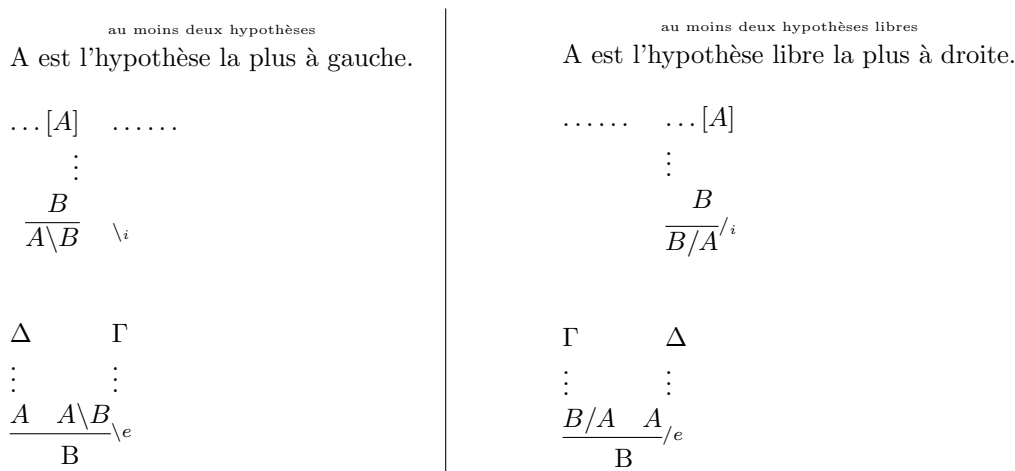 au moins deux hypothèses
A est l'hypothèse la plus à gauche.
… [A] ……
⋮
B
A\B \i
Δ Γ
⋮ ⋮
A A\B \e
B
au moins deux hypothèses libres
A est l'hypothèse libre la plus à droite.
…… … [A]
⋮
B
B/A /i
Γ Δ
⋮ ⋮
B/A A /e
B